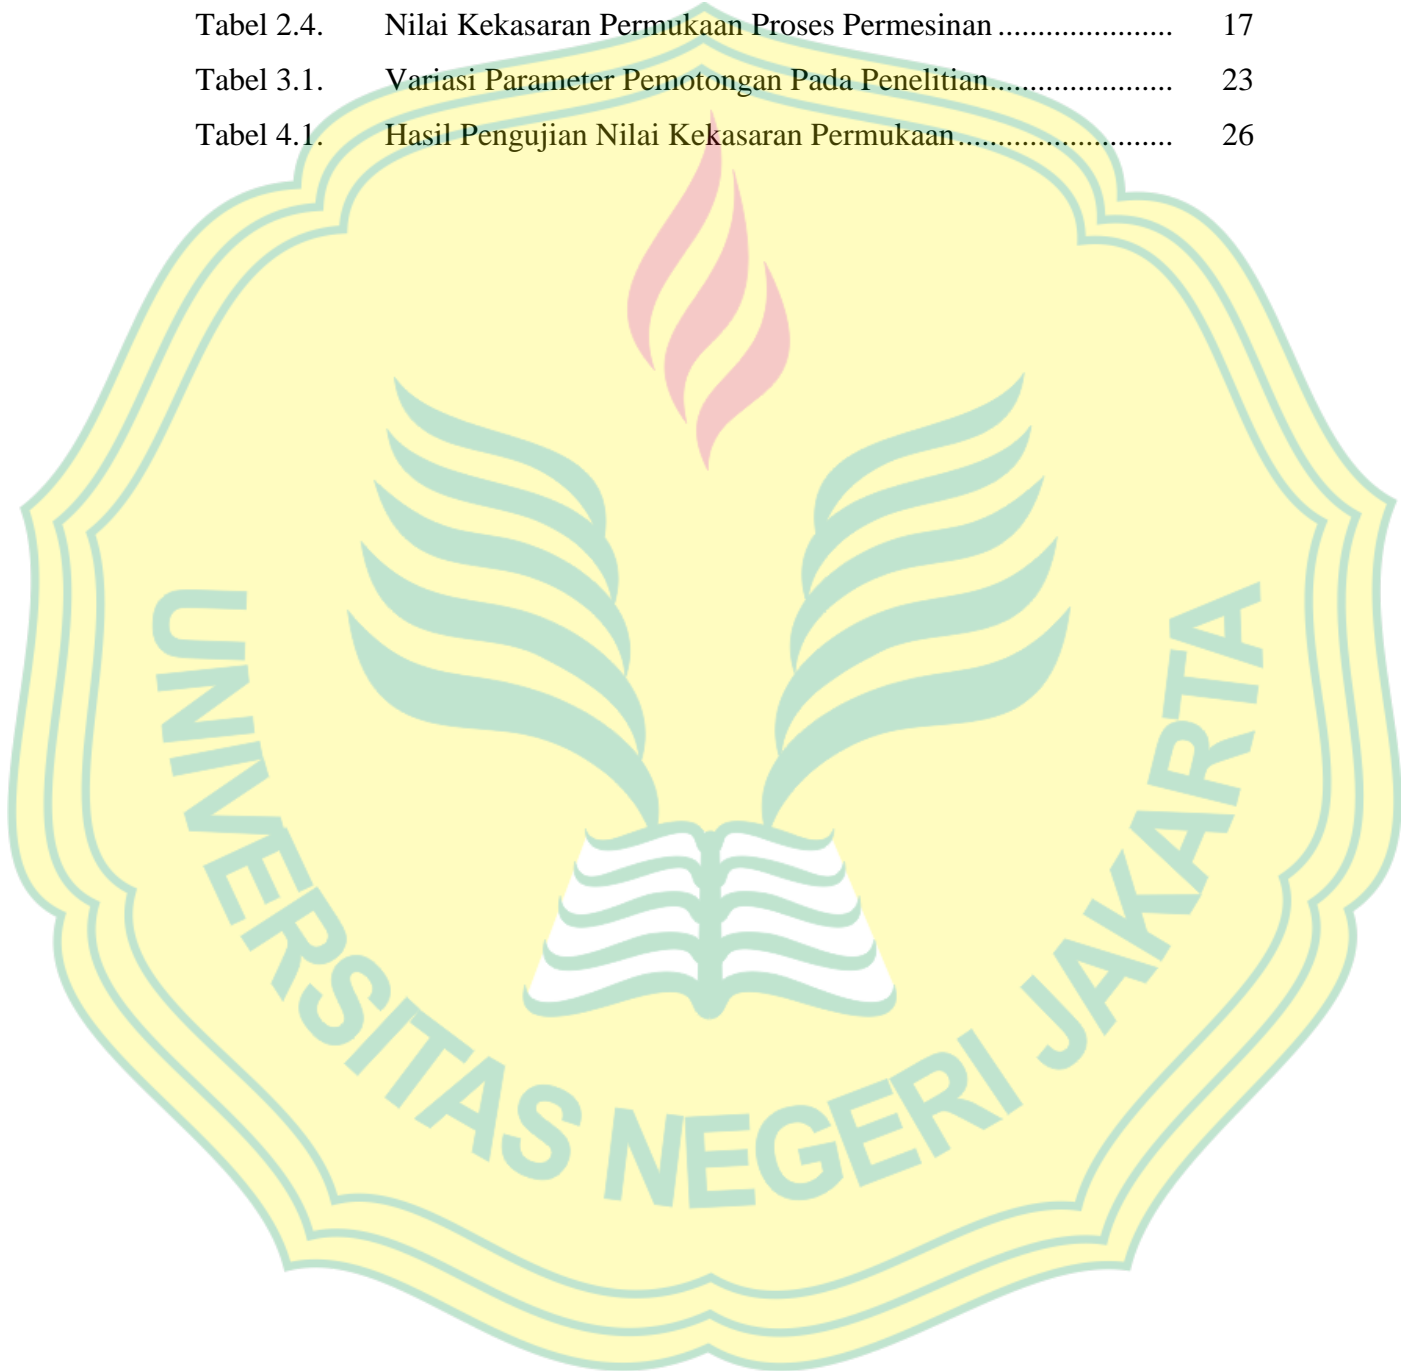 Tabel 2.4. Nilai Kekasaran Permukaan Proses Permesinan ...................... 17
Tabel 3.1. Variasi Parameter Pemotongan Pada Penelitian....................... 23
Tabel 4.1. Hasil Pengujian Nilai Kekasaran Permukaan........................... 26
UNIVERSITAS NEGERI JAKARTA